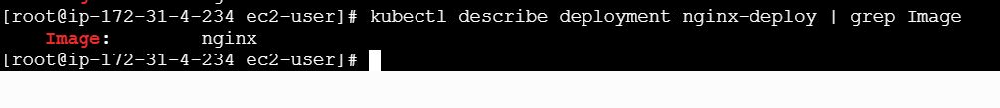 [root@ip-172-31-4-234 ec2-user]# kubectl describe deployment nginx-deploy | grep Image
    Image:        nginx
[root@ip-172-31-4-234 ec2-user]#